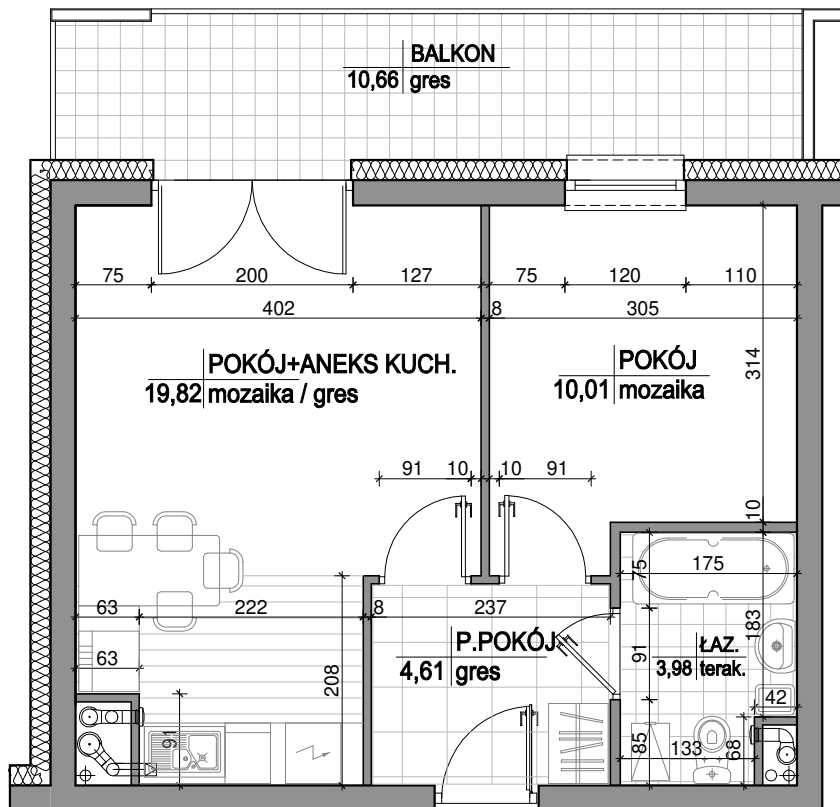 BALKON
10,66 gres
75 200 127 75 120 110
402 8 305
314
POKÓJ+ANEKS KUCH.
19,82 mozaika / gres
POKÓJ
10,01 mozaika
91 10 10 91
10
75 175
63 222 8 237
183
63
P.POKÓJ
4,61 gres
91
ŁAZ.
3,98 terak.
208
42
91
85 133 68